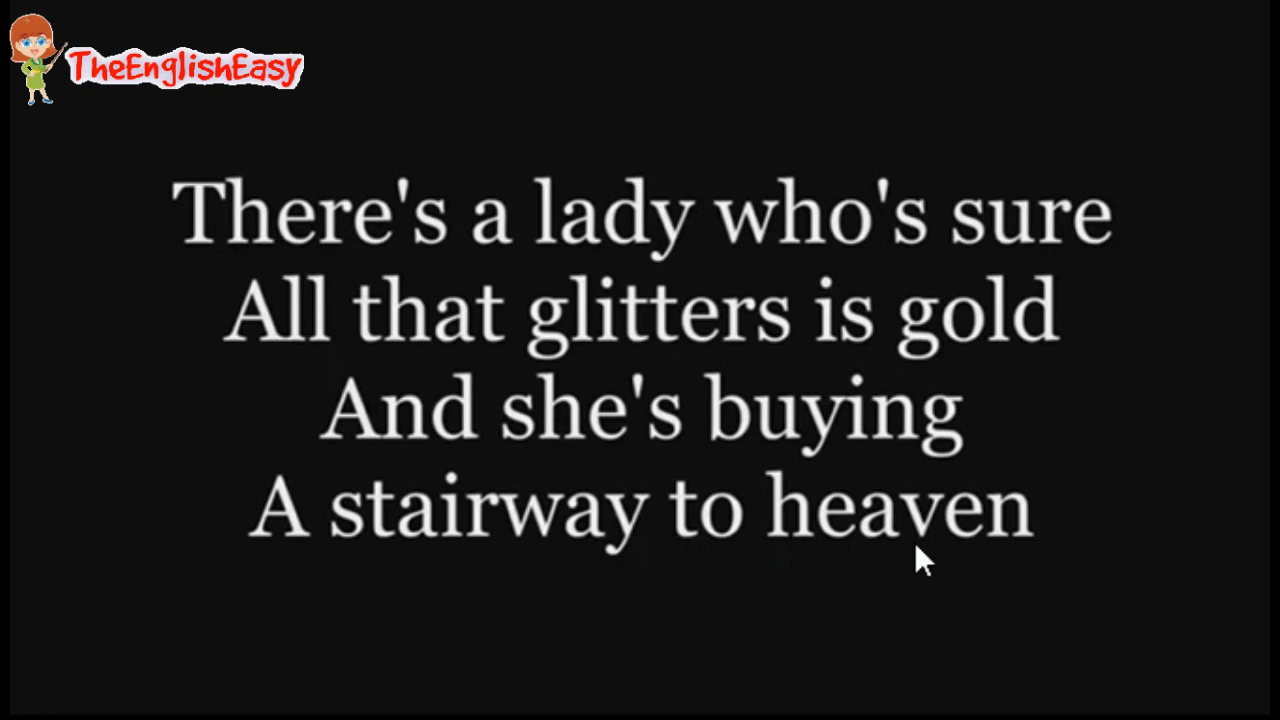 TheEnglishEasy
There's a lady who's sure
All that glitters is gold
And she's buying
A stairway to heaven